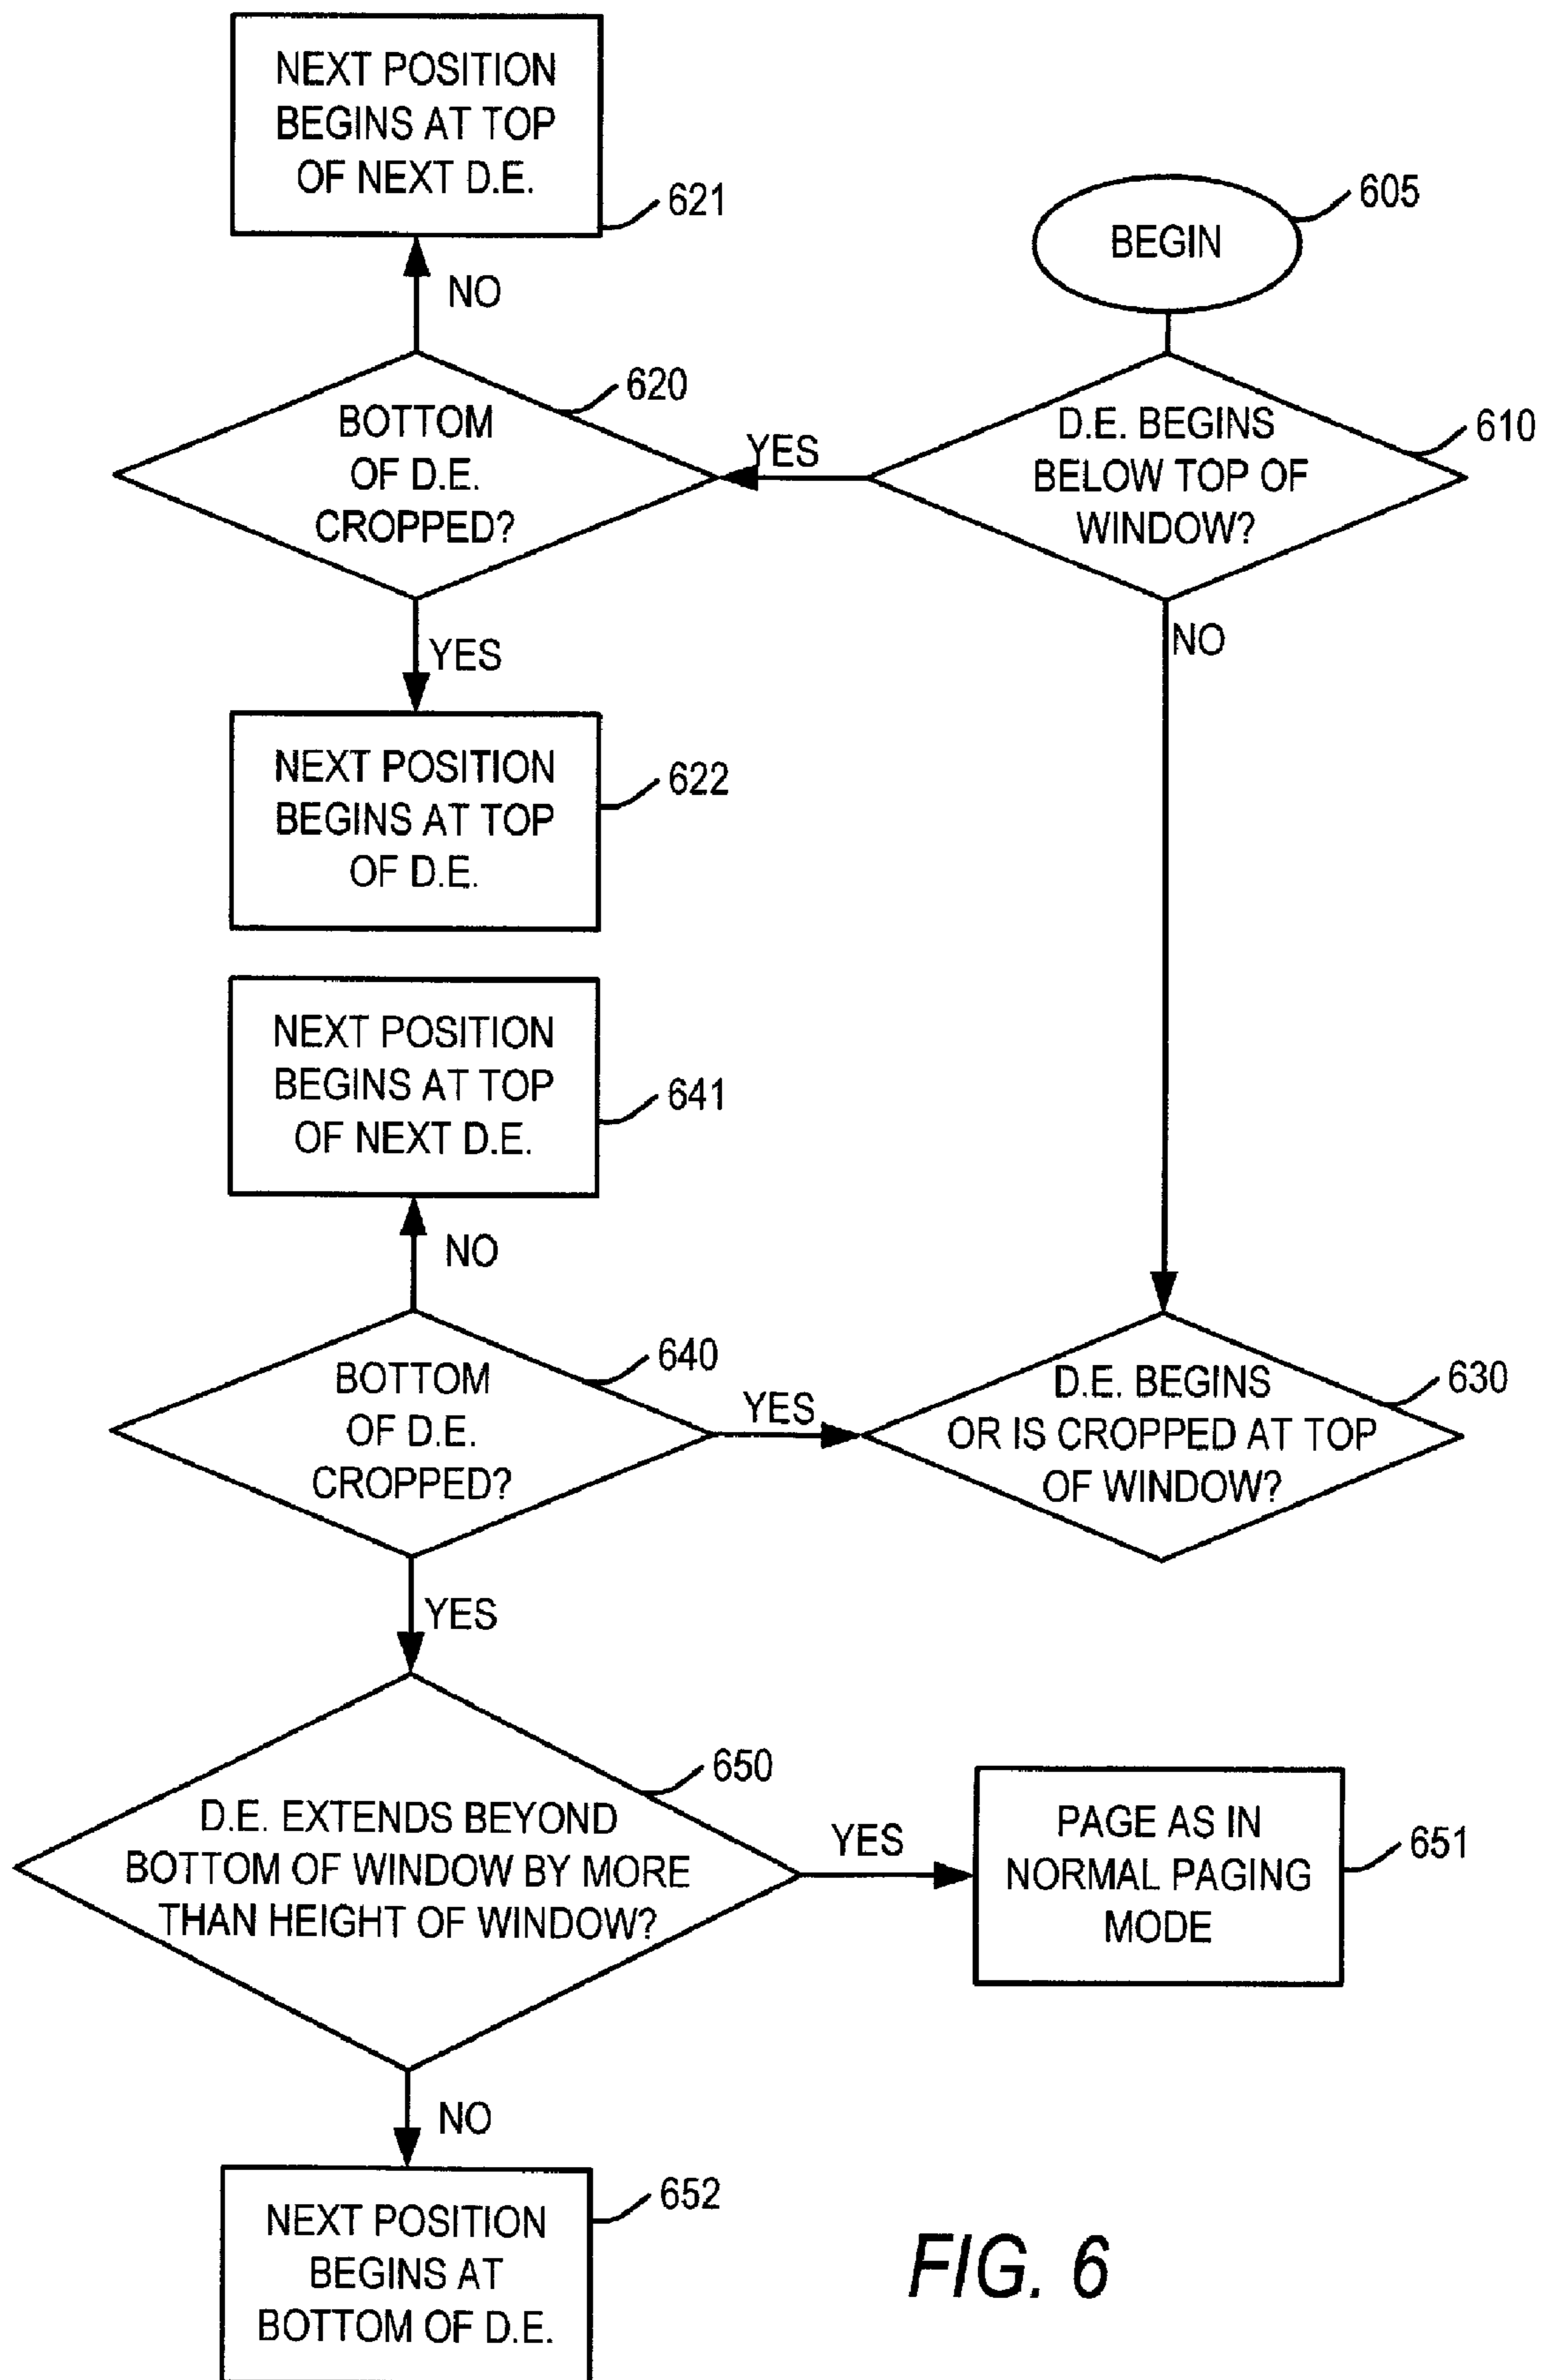 NEXT POSITION
BEGINS AT TOP
OF NEXT D.E.
621
NO
BEGIN
605
BOTTOM
OF D.E.
CROPPED?
620
YES
D.E. BEGINS
BELOW TOP OF
WINDOW?
610
YES
NO
NEXT POSITION
BEGINS AT TOP
OF D.E.
622
NEXT POSITION
BEGINS AT TOP
OF NEXT D.E.
641
NO
BOTTOM
OF D.E.
CROPPED?
640
YES
D.E. BEGINS
OR IS CROPPED AT TOP
OF WINDOW?
630
YES
D.E. EXTENDS BEYOND
BOTTOM OF WINDOW BY MORE
THAN HEIGHT OF WINDOW?
650
YES
PAGE AS IN
NORMAL PAGING
MODE
651
NO
NEXT POSITION
BEGINS AT
BOTTOM OF D.E.
652
FIG. 6